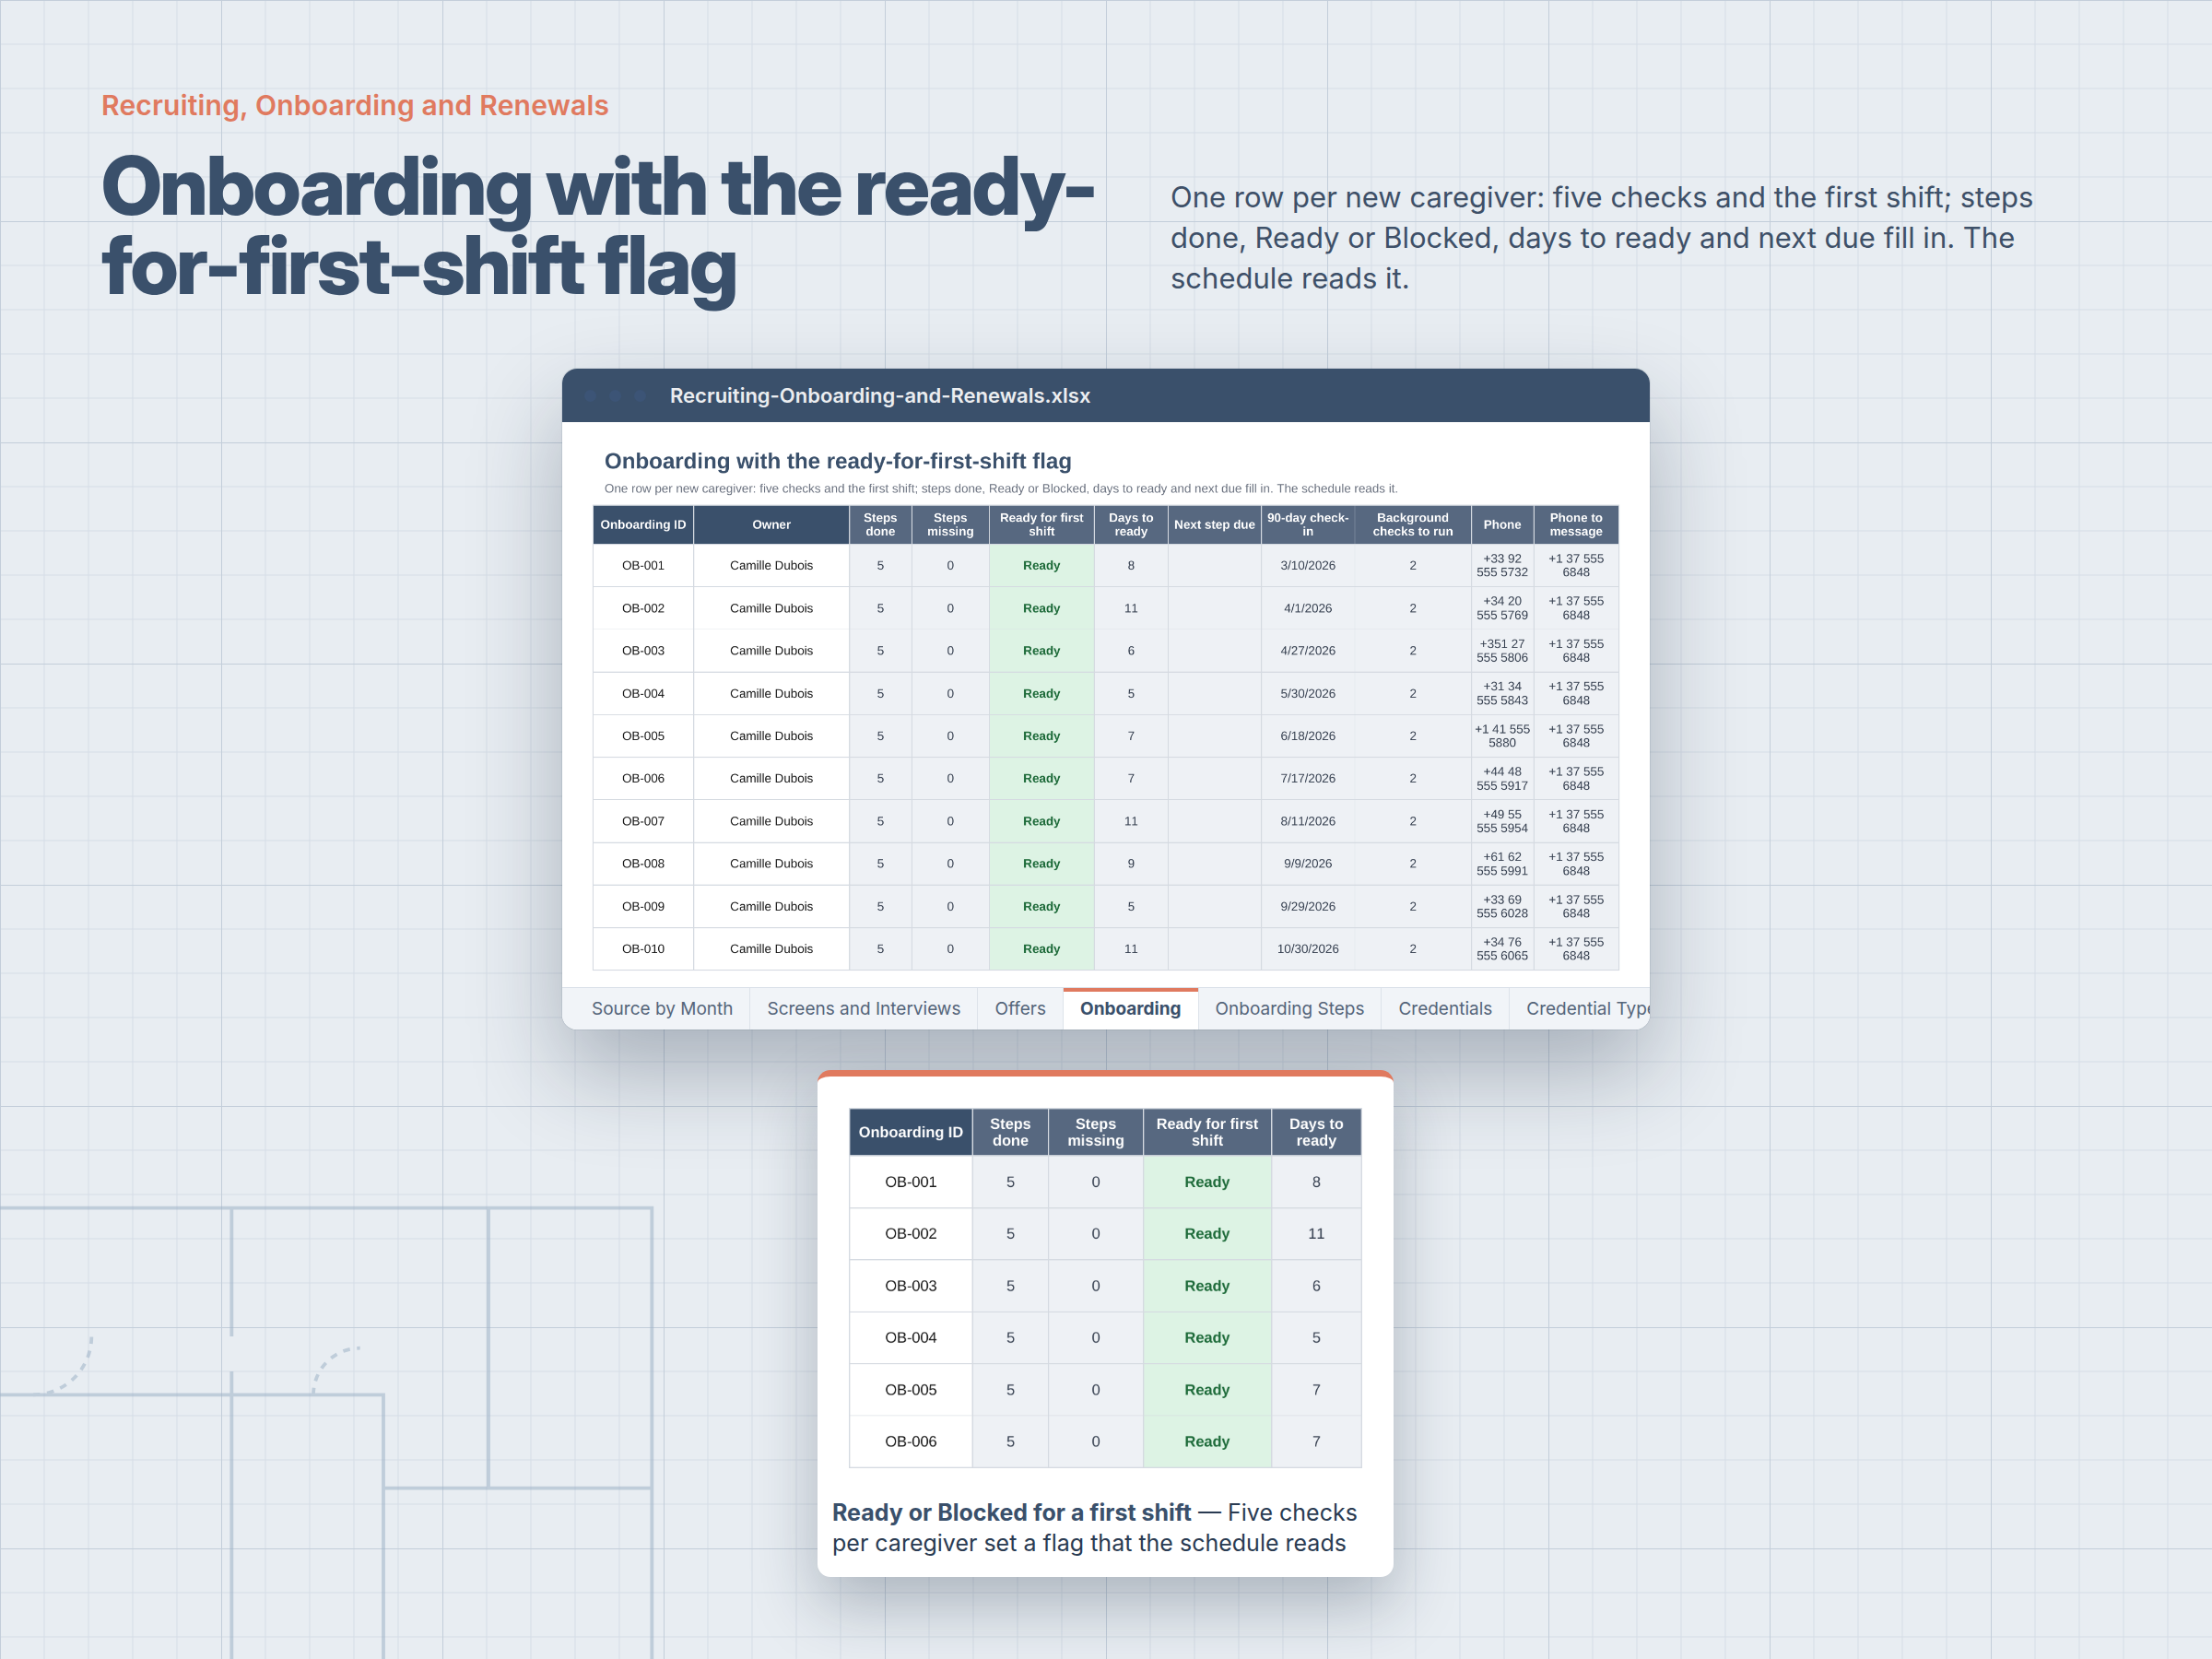 Recruiting, Onboarding and Renewals
Onboarding with the ready-
for-first-shift flag
One row per new caregiver: five checks and the first shift; steps
done, Ready or Blocked, days to ready and next due fill in. The
schedule reads it.
Recruiting-Onboarding-and-Renewals.xlsx
Onboarding with the ready-for-first-shift flag
One row per new caregiver: five checks and the first shift; steps done, Ready or Blocked, days to ready and next due fill in. The schedule reads it.
Onboarding ID Owner Steps done Steps missing Ready for first shift Days to ready Next step due 90-day check-in Background checks to run Phone Phone to message
OB-001 Camille Dubois 5 0 Ready 8 3/10/2026 2 +33 92 555 5732 +1 37 555 6848
OB-002 Camille Dubois 5 0 Ready 11 4/1/2026 2 +34 20 555 5769 +1 37 555 6848
OB-003 Camille Dubois 5 0 Ready 6 4/27/2026 2 +351 27 555 5806 +1 37 555 6848
OB-004 Camille Dubois 5 0 Ready 5 5/30/2026 2 +31 34 555 5843 +1 37 555 6848
OB-005 Camille Dubois 5 0 Ready 7 6/18/2026 2 +1 41 555 5880 +1 37 555 6848
OB-006 Camille Dubois 5 0 Ready 7 7/17/2026 2 +44 48 555 5917 +1 37 555 6848
OB-007 Camille Dubois 5 0 Ready 11 8/11/2026 2 +49 55 555 5954 +1 37 555 6848
OB-008 Camille Dubois 5 0 Ready 9 9/9/2026 2 +61 62 555 5991 +1 37 555 6848
OB-009 Camille Dubois 5 0 Ready 5 9/29/2026 2 +33 69 555 6028 +1 37 555 6848
OB-010 Camille Dubois 5 0 Ready 11 10/30/2026 2 +34 76 555 6065 +1 37 555 6848
Source by Month Screens and Interviews Offers Onboarding Onboarding Steps Credentials Credential Type
Onboarding ID Steps done Steps missing Ready for first shift Days to ready
OB-001 5 0 Ready 8
OB-002 5 0 Ready 11
OB-003 5 0 Ready 6
OB-004 5 0 Ready 5
OB-005 5 0 Ready 7
OB-006 5 0 Ready 7
Ready or Blocked for a first shift — Five checks
per caregiver set a flag that the schedule reads